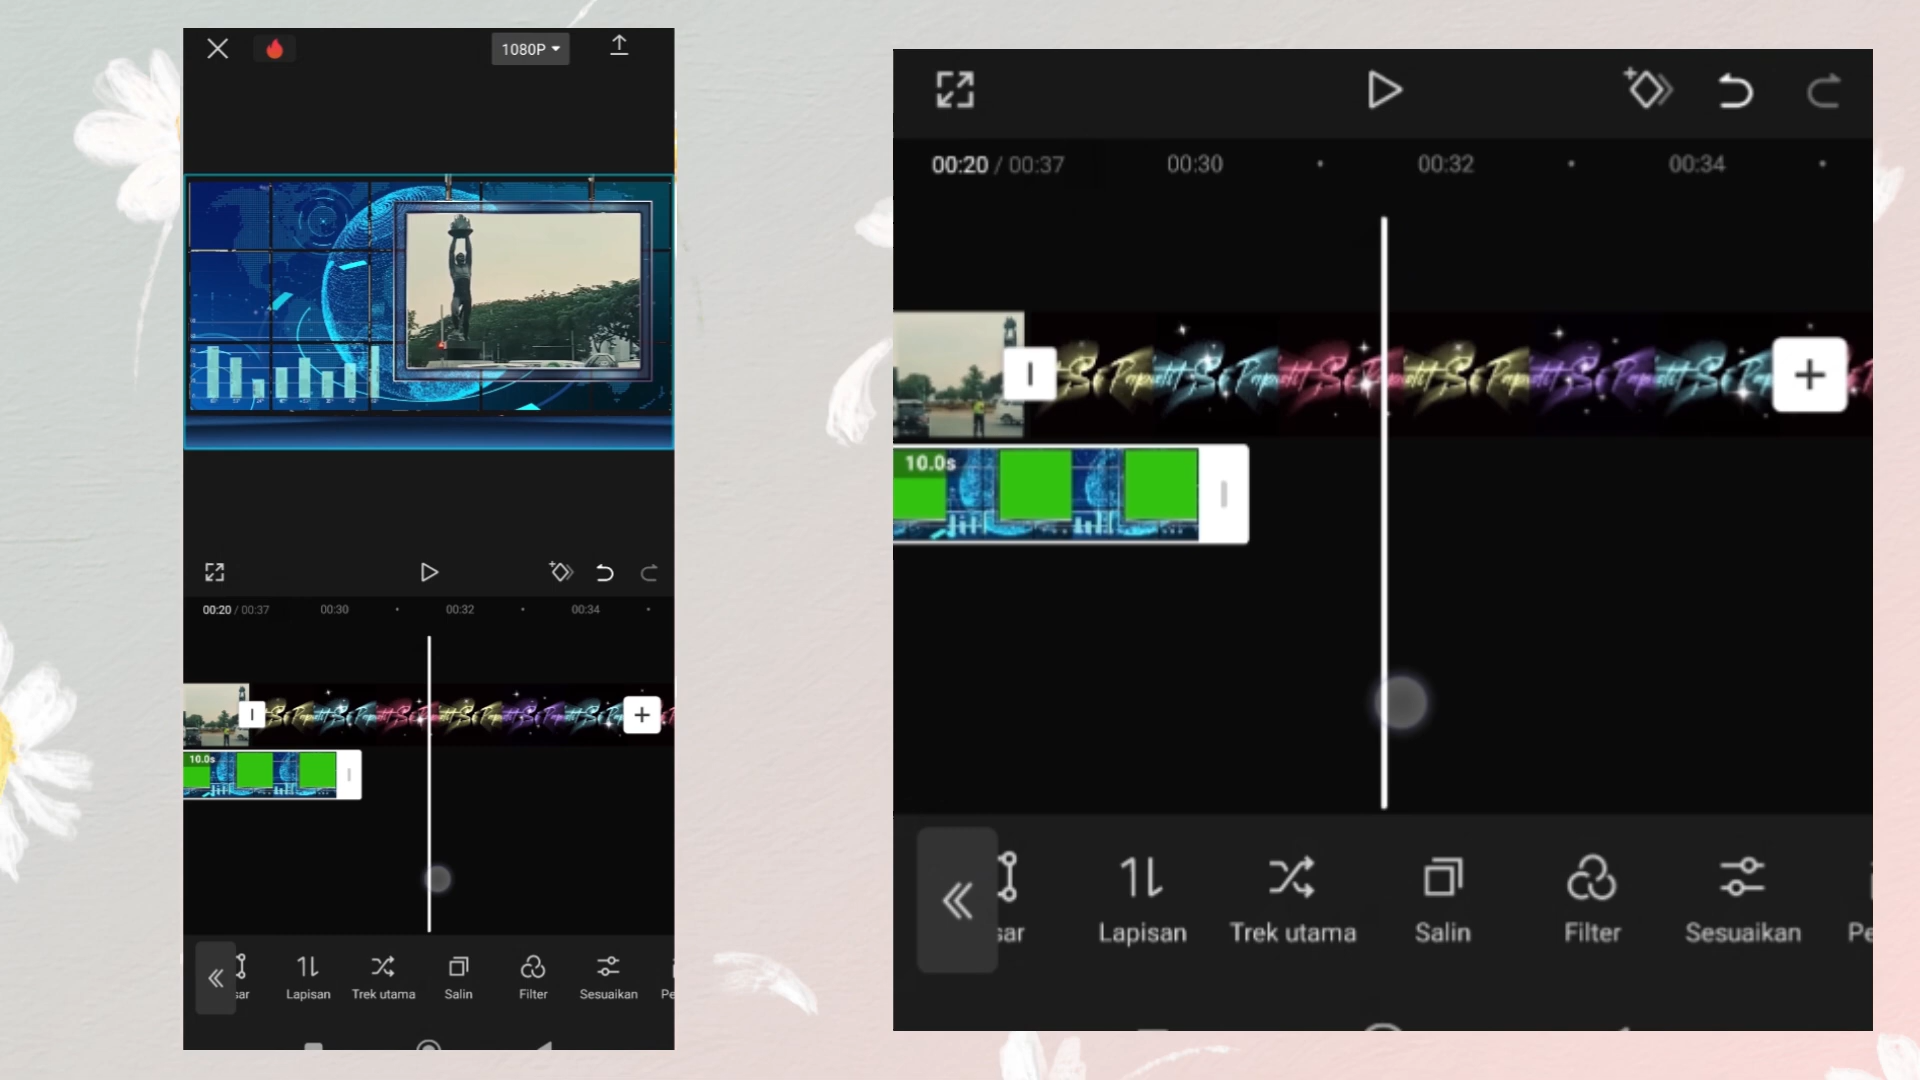 1080P
00:20 / 00:37 00:30 00:32 00:34
10.0s
sar Lapisan Trek utama Salin Filter Sesuaikan Pe
00:20 / 00:37 00:30 00:32 00:34
10.0s
sar Lapisan Trek utama Salin Filter Sesuaikan Pe